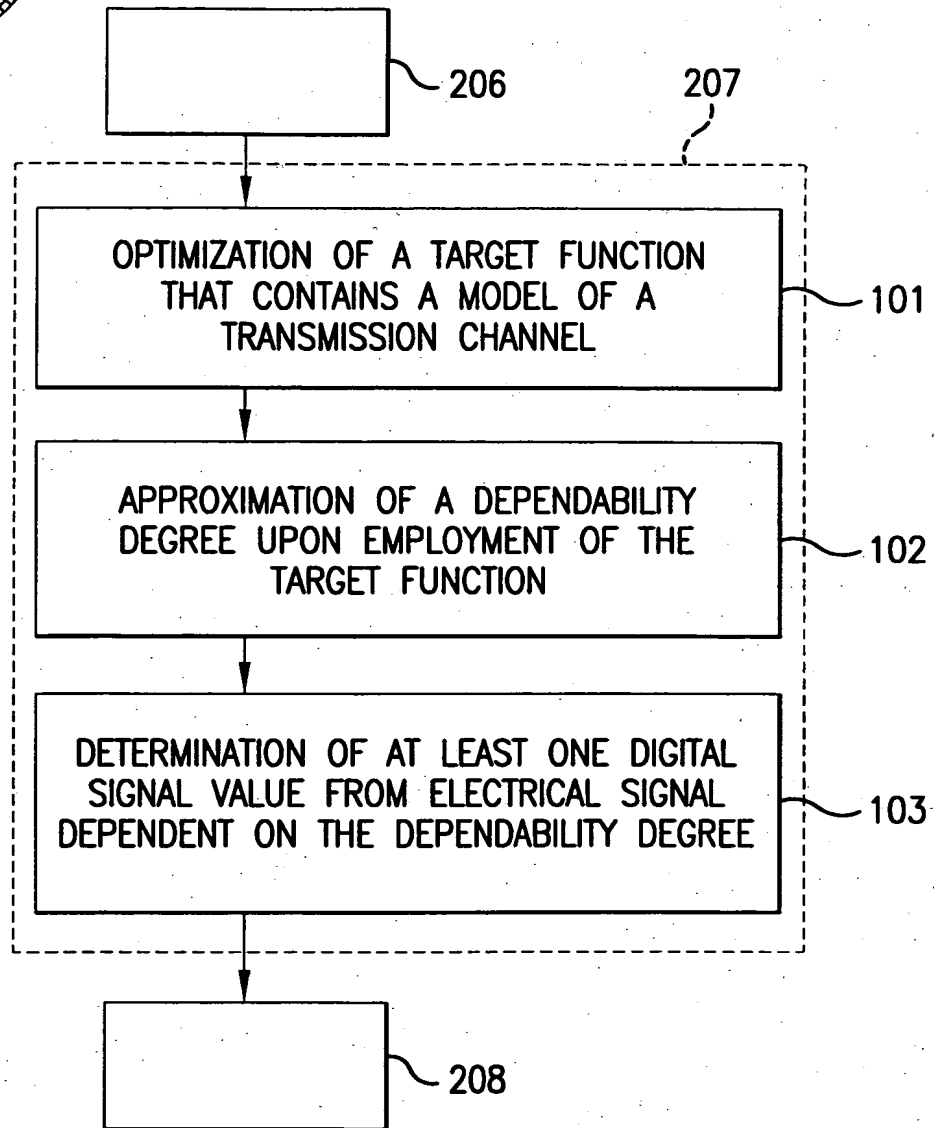 206
207
OPTIMIZATION OF A TARGET FUNCTION
THAT CONTAINS A MODEL OF A
TRANSMISSION CHANNEL
101
APPROXIMATION OF A DEPENDABILITY
DEGREE UPON EMPLOYMENT OF THE
TARGET FUNCTION
102
DETERMINATION OF AT LEAST ONE DIGITAL
SIGNAL VALUE FROM ELECTRICAL SIGNAL
DEPENDENT ON THE DEPENDABILITY DEGREE
103
208